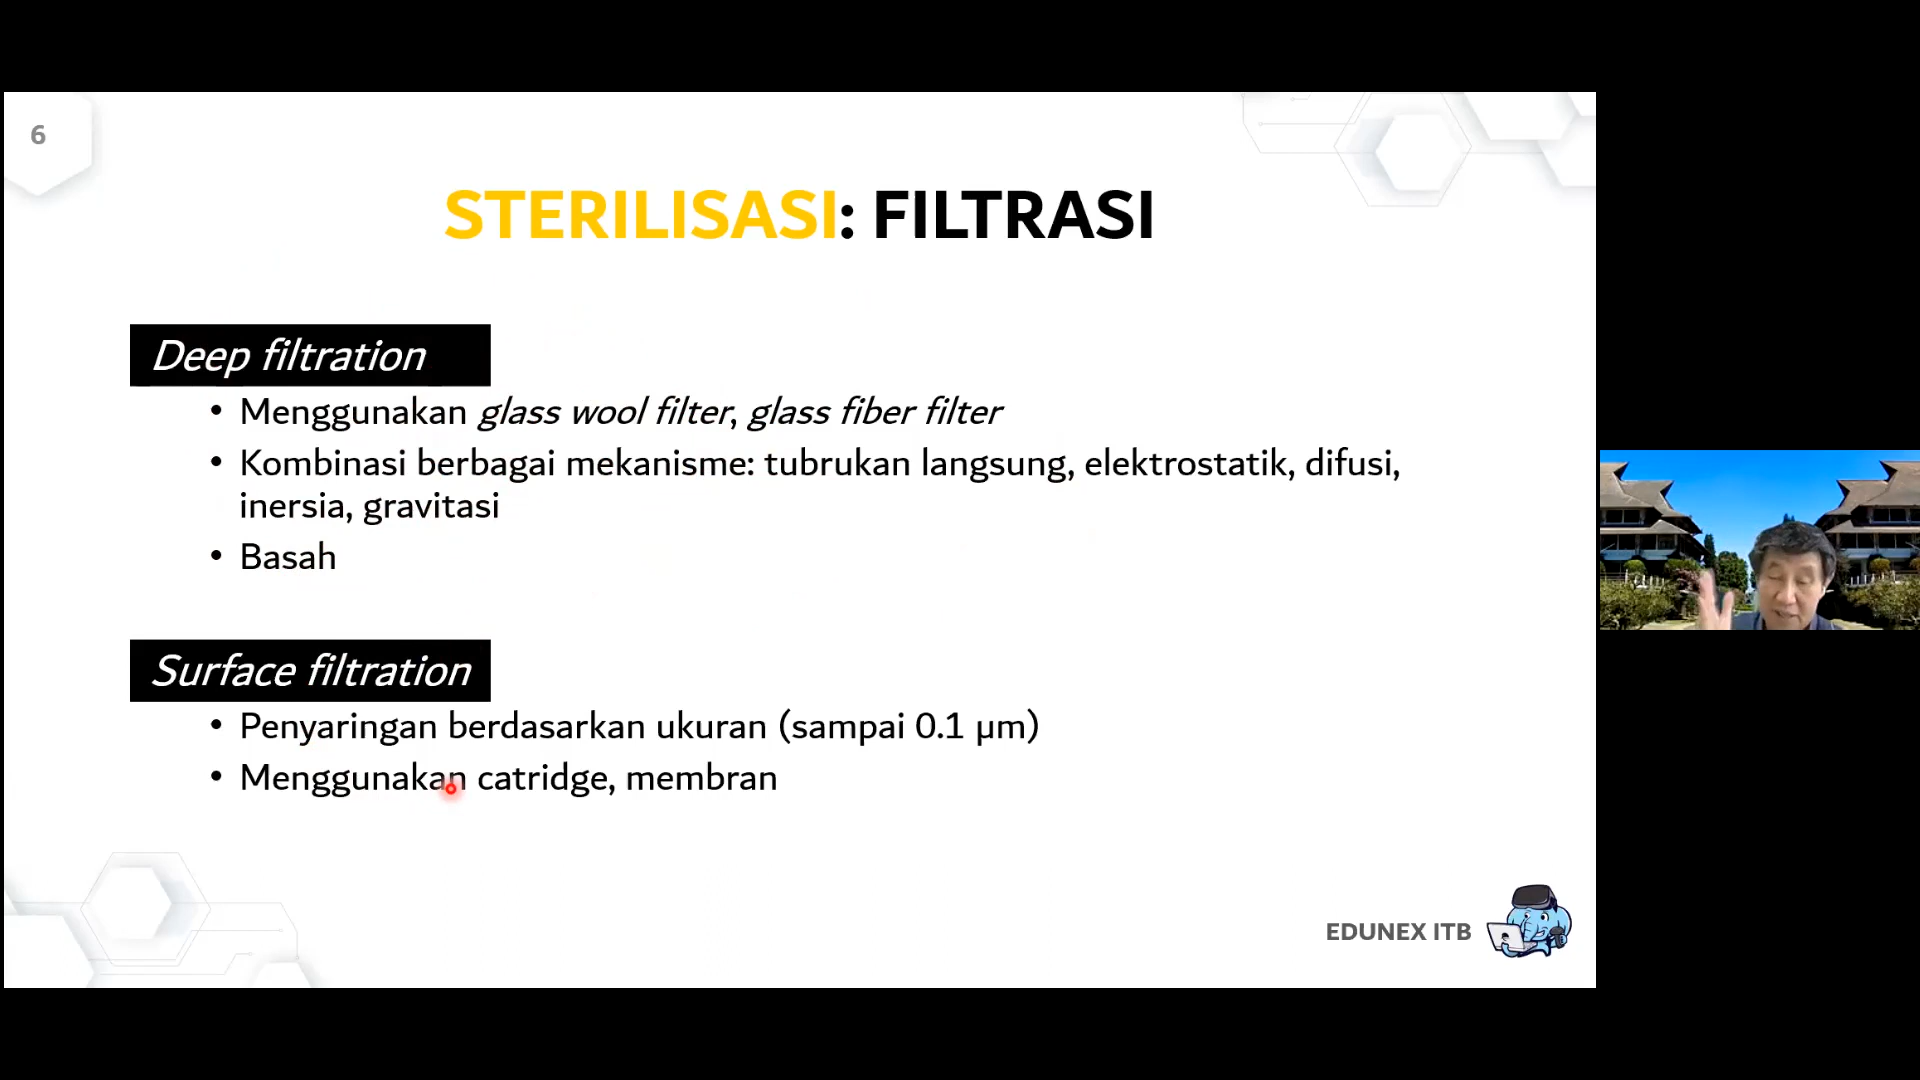 6
STERILISASI: FILTRASI
Deep filtration
• Menggunakan glass wool filter, glass fiber filter
• Kombinasi berbagai mekanisme: tubrukan langsung, elektrostatik, difusi,
inersia, gravitasi
• Basah
Surface filtration
• Penyaringan berdasarkan ukuran (sampai 0.1 µm)
• Menggunakan catridge, membran
EDUNEX ITB